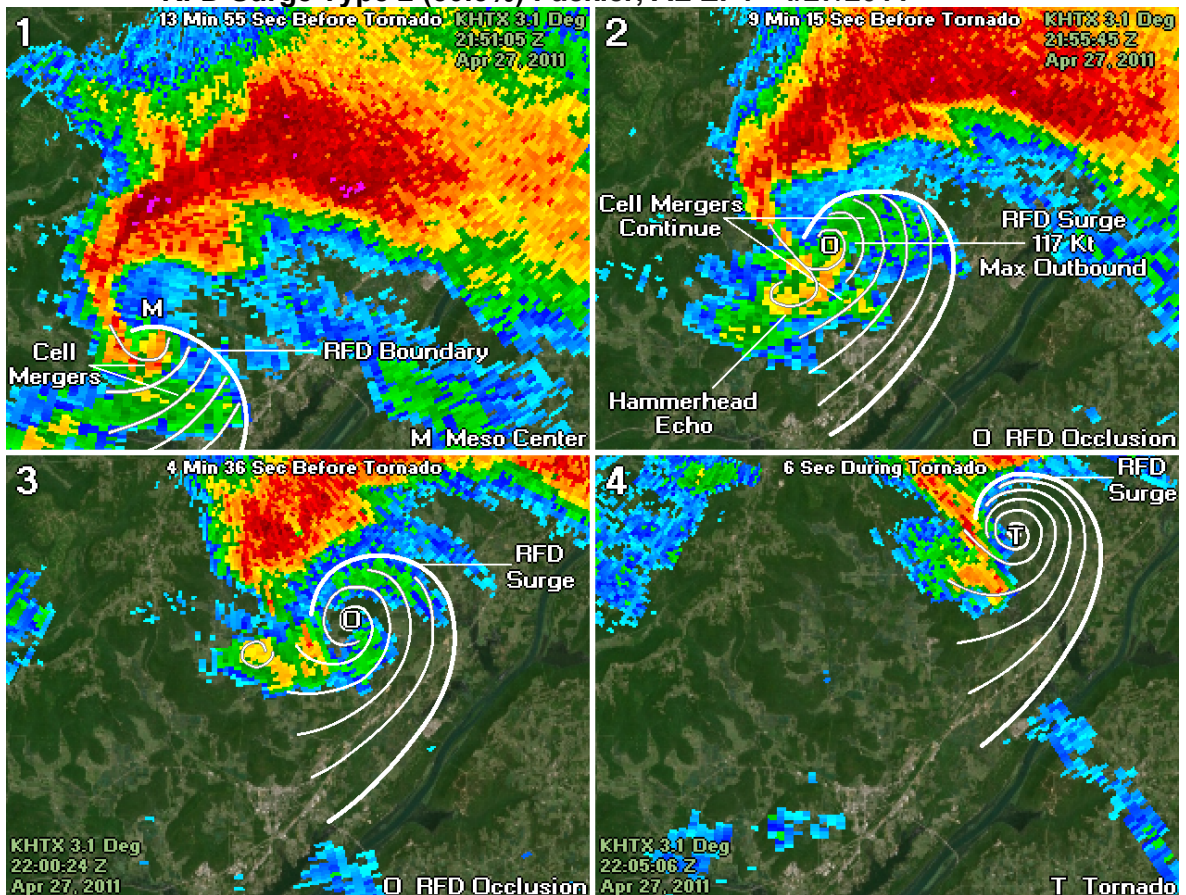 1
13 Min 55 Sec Before Tornado
KHTX 3.1 Deg
21:51:05 Z
Apr 27, 2011
M
Cell
Mergers
RFD Boundary
M Meso Center
2
9 Min 15 Sec Before Tornado
KHTX 3.1 Deg
21:55:45 Z
Apr 27, 2011
Cell Mergers
Continue
O
RFD Surge
117 Kt
Max Outbound
Hammerhead
Echo
O RFD Occlusion
3
4 Min 36 Sec Before Tornado
RFD
Surge
O
KHTX 3.1 Deg
22:00:24 Z
Apr 27, 2011
O RFD Occlusion
4
6 Sec During Tornado
RFD
Surge
T
KHTX 3.1 Deg
22:05:06 Z
Apr 27, 2011
T Tornado